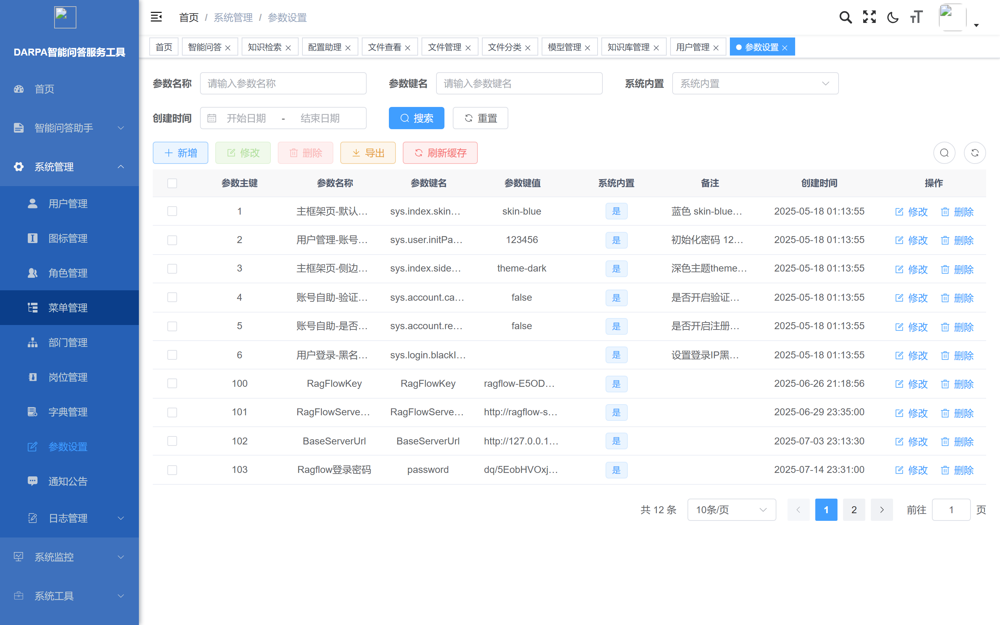 首页 / 系统管理 / 参数设置
DARPA智能问答服务工具
首页
智能问答助手
系统管理
用户管理
图标管理
角色管理
菜单管理
部门管理
岗位管理
字典管理
参数设置
通知公告
日志管理
系统监控
系统工具
首页 智能问答 知识检索 配置助理 文件查看 文件管理 文件分类 模型管理 知识库管理 用户管理 参数设置
参数名称 请输入参数名称 参数键名 请输入参数键名 系统内置 系统内置
创建时间 开始日期 - 结束日期 搜索 重置
新增 修改 删除 导出 刷新缓存
参数主键 参数名称 参数键名 参数键值 系统内置 备注 创建时间 操作
1 主框架页-默认… sys.index.skin… skin-blue 是 蓝色 skin-blue… 2025-05-18 01:13:55 修改 删除
2 用户管理-账号… sys.user.initPa… 123456 是 初始化密码 12… 2025-05-18 01:13:55 修改 删除
3 主框架页-侧边… sys.index.side… theme-dark 是 深色主题theme… 2025-05-18 01:13:55 修改 删除
4 账号自助-验证… sys.account.ca… false 是 是否开启验证… 2025-05-18 01:13:55 修改 删除
5 账号自助-是否… sys.account.re… false 是 是否开启注册… 2025-05-18 01:13:55 修改 删除
6 用户登录-黑名… sys.login.blackI… 是 设置登录IP黑… 2025-05-18 01:13:55 修改 删除
100 RagFlowKey RagFlowKey ragflow-E5OD… 是 2025-06-26 21:18:56 修改 删除
101 RagFlowServe… RagFlowServe… http://ragflow-s… 是 2025-06-29 23:35:00 修改 删除
102 BaseServerUrl BaseServerUrl http://127.0.0.1… 是 2025-07-03 23:13:30 修改 删除
103 Ragflow登录密码 password dq/5EobHVOxj… 是 2025-07-14 23:31:00 修改 删除
共 12 条 10条/页 1 2 前往 1 页